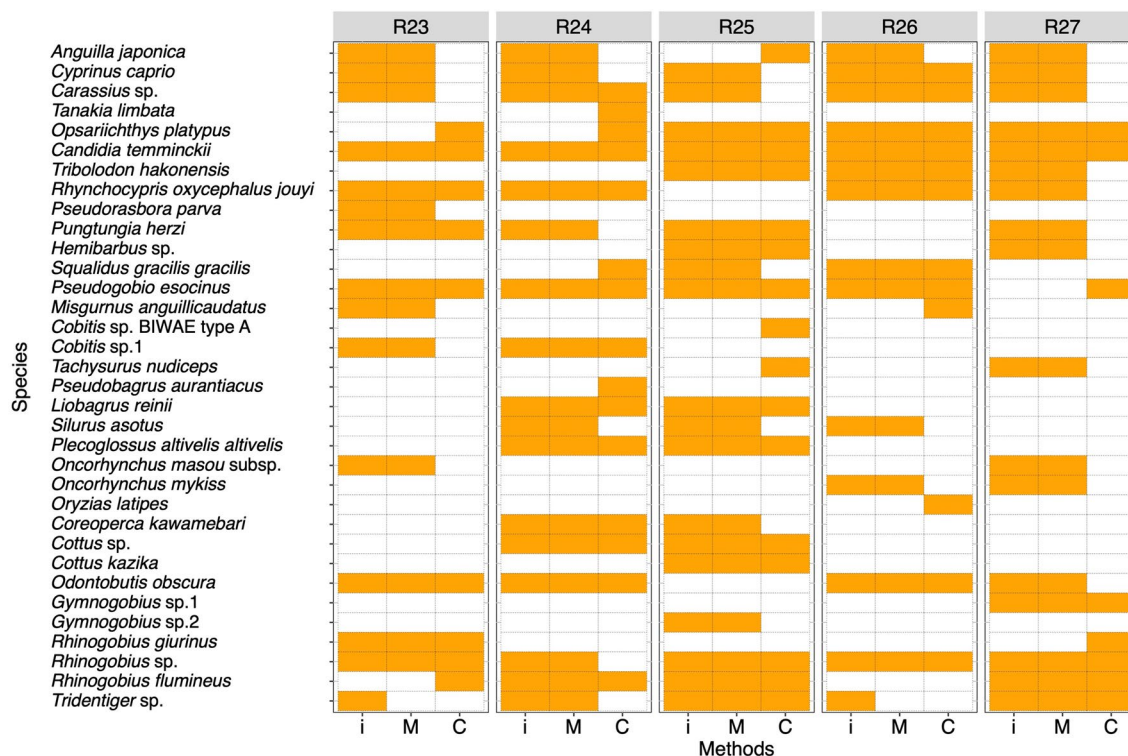 R23 R24 R25 R26 R27
Species
Anguilla japonica
Cyprinus caprio
Carassius sp.
Tanakia limbata
Opsariichthys platypus
Candidia temminckii
Tribolodon hakonensis
Rhynchocypris oxycephalus jouyi
Pseudorasbora parva
Pungtungia herzi
Hemibarbus sp.
Squalidus gracilis gracilis
Pseudogobio esocinus
Misgurnus anguillicaudatus
Cobitis sp. BIWAE type A
Cobitis sp.1
Tachysurus nudiceps
Pseudobagrus aurantiacus
Liobagrus reinii
Silurus asotus
Plecoglossus altivelis altivelis
Oncorhynchus masou subsp.
Oncorhynchus mykiss
Oryzias latipes
Coreoperca kawamebari
Cottus sp.
Cottus kazika
Odontobutis obscura
Gymnogobius sp.1
Gymnogobius sp.2
Rhinogobius giurinus
Rhinogobius sp.
Rhinogobius flumineus
Tridentiger sp.
i M C i M C i M C i M C i M C
Methods